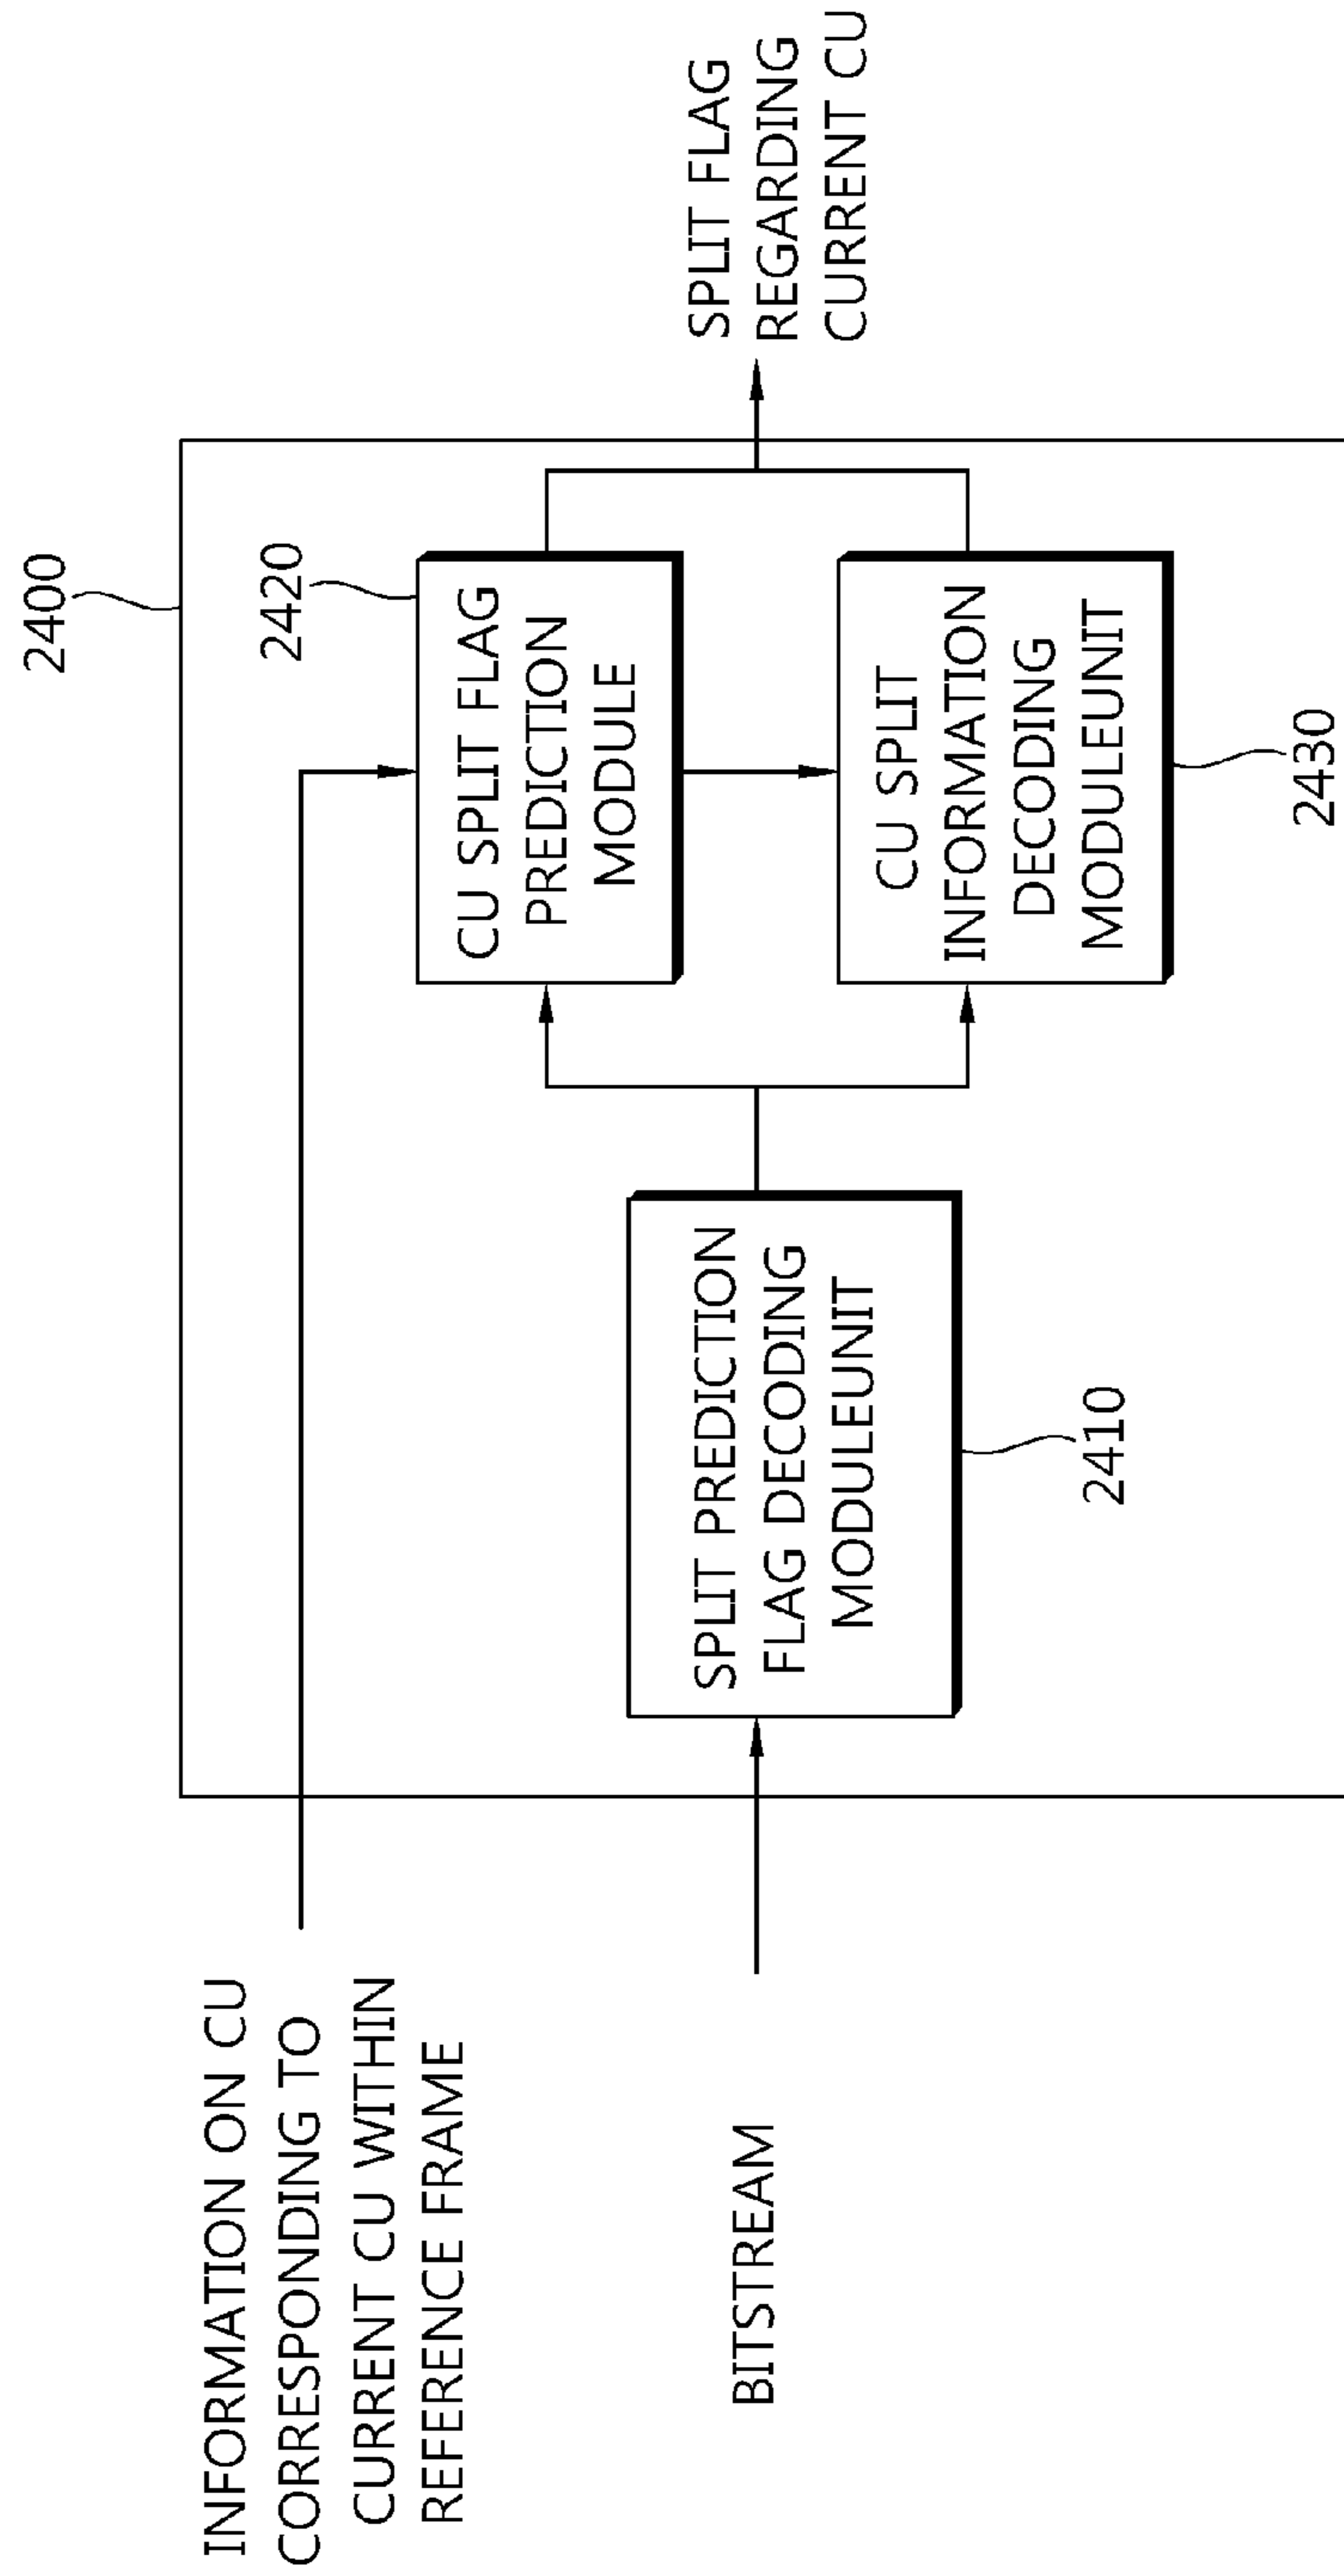 2400
INFORMATION ON CU
CORRESPONDING TO
CURRENT CU WITHIN
REFERENCE FRAME
2420
CU SPLIT FLAG
PREDICTION
MODULE
BITSTREAM
SPLIT PREDICTION
FLAG DECODING
MODULEUNIT
2410
CU SPLIT
INFORMATION
DECODING
MODULEUNIT
2430
SPLIT FLAG
REGARDING
CURRENT CU